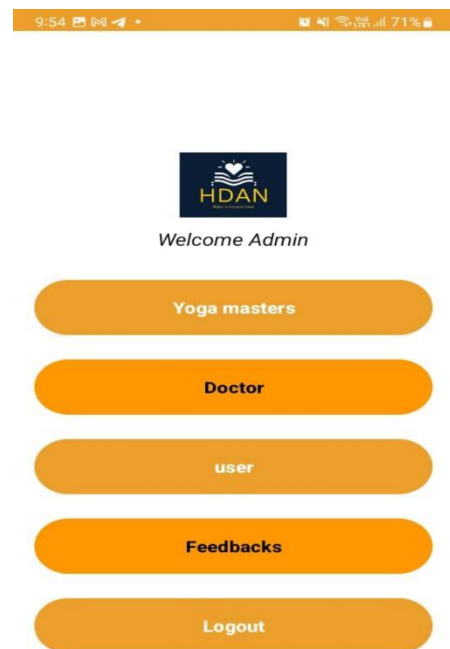 9:54
71%
HDAN
Welcome Admin
Yoga masters
Doctor
user
Feedbacks
Logout